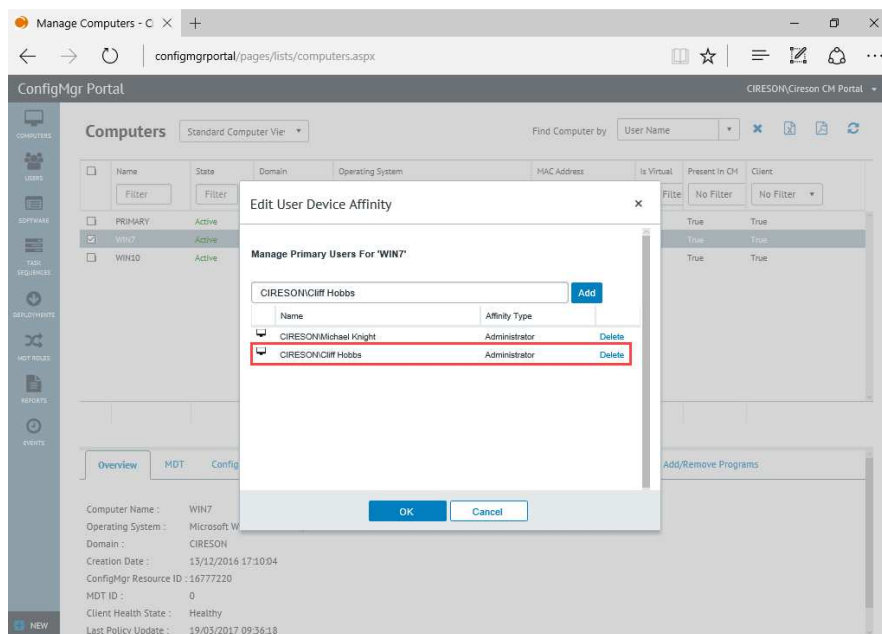 Manage Computers - Ci
configmgrportal/pages/lists/computers.aspx
ConfigMgr Portal
CIRESON\Cireson CM Portal
COMPUTERS
USERS
SOFTWARE
TASK SEQUENCES
DEPLOYMENTS
MDT ROLES
REPORTS
EVENTS
NEW
Computers
Standard Computer Vie
Find Computer by
User Name
Name
State
Domain
Operating System
MAC Address
Is Virtual
Present In CM
Client
Filter
Filter
Filte
No Filter
No Filter
PRIMARY
Active
True
True
WIN7
Active
True
True
WIN10
Active
True
True
Edit User Device Affinity
Manage Primary Users For 'WIN7'
CIRESON\Cliff Hobbs
Add
Name
Affinity Type
CIRESON\Michael Knight
Administrator
Delete
CIRESON\Cliff Hobbs
Administrator
Delete
OK
Cancel
Overview
MDT
Config
Add/Remove Programs
Computer Name : WIN7
Operating System : Microsoft W
Domain : CIRESON
Creation Date : 13/12/2016 17:10:04
ConfigMgr Resource ID : 16777220
MDT ID : 0
Client Health State : Healthy
Last Policy Update : 19/03/2017 09:36:18